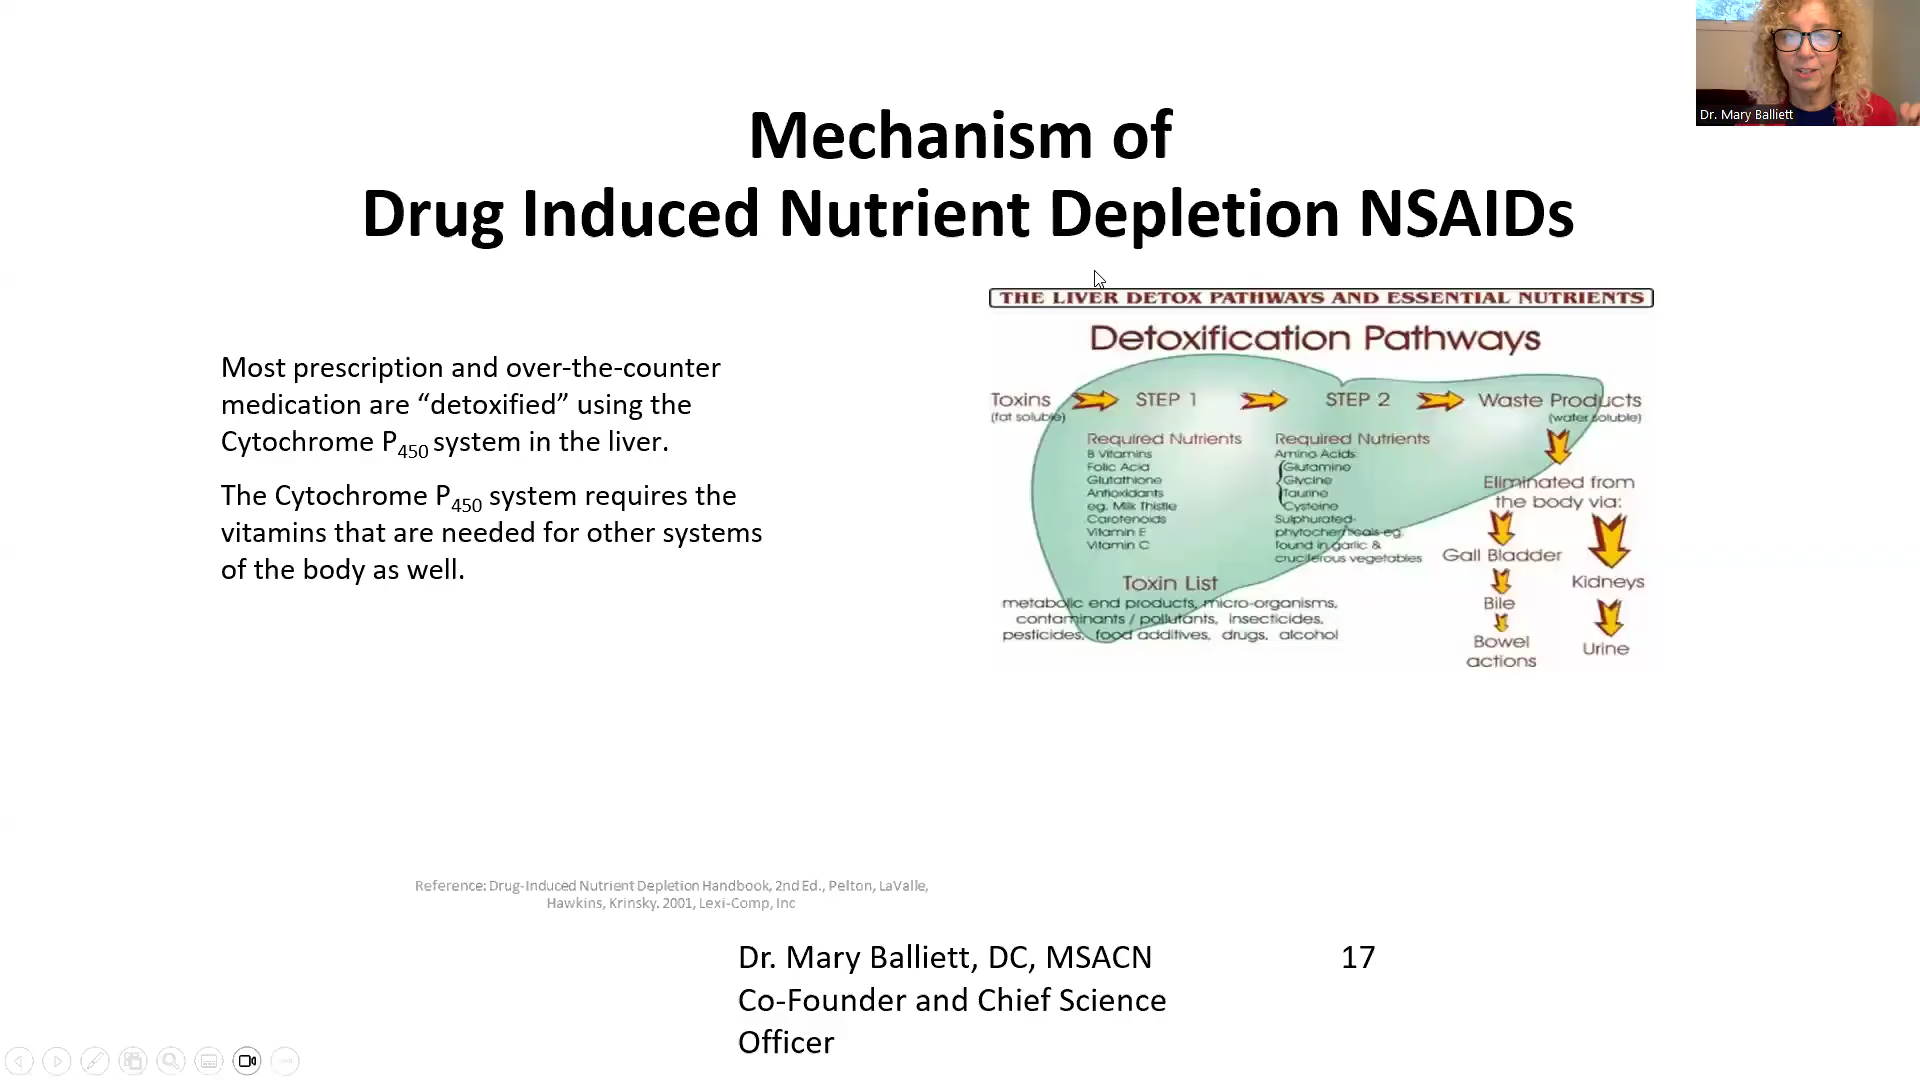 Dr. Mary Balliett
Mechanism of
Drug Induced Nutrient Depletion NSAIDs
Most prescription and over-the-counter
medication are “detoxified” using the
Cytochrome P450 system in the liver.
The Cytochrome P450 system requires the
vitamins that are needed for other systems
of the body as well.
THE LIVER DETOX PATHWAYS AND ESSENTIAL NUTRIENTS
Detoxification Pathways
Toxins
(fat soluble)
STEP 1
Required Nutrients
B Vitamins
Folic Acid
Glutathione
Antioxidants
eg. Milk Thistle
Carotenoids
Vitamin E
Vitamin C
STEP 2
Required Nutrients
Amino Acids
Glutamine
Glycine
Taurine
Cysteine
Sulphurated
phytochemicals eg.
found in garlic &
cruciferous vegetables
Waste Products
(water soluble)
Eliminated from
the body via:
Gall Bladder
Bile
Bowel
actions
Kidneys
Urine
Toxin List
metabolic end products, micro-organisms,
contaminants / pollutants, insecticides,
pesticides, food additives, drugs, alcohol
Reference: Drug-Induced Nutrient Depletion Handbook, 2nd Ed., Pelton, LaValle,
Hawkins, Krinsky. 2001, Lexi-Comp, Inc
Dr. Mary Balliett, DC, MSACN
Co-Founder and Chief Science
Officer
17